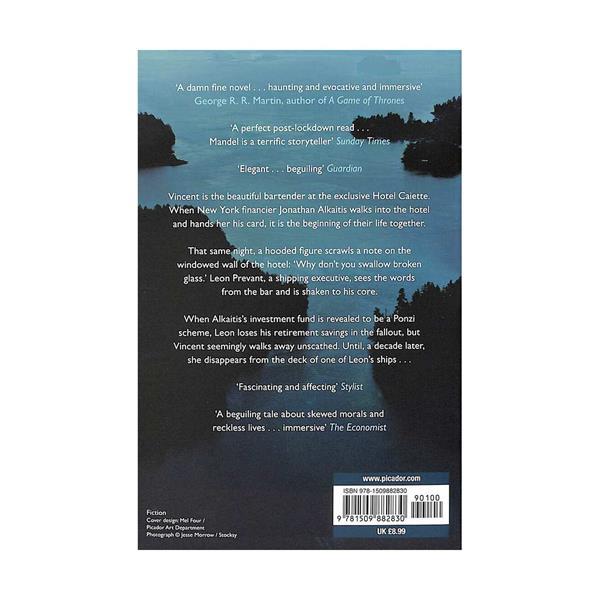 ‘A damn fine novel . . . haunting and evocative and immersive’
George R. R. Martin, author of A Game of Thrones
‘A perfect post-lockdown read . . .
Mandel is a terrific storyteller’ Sunday Times
‘Elegant . . . beguiling’ Guardian
Vincent is the beautiful bartender at the exclusive Hotel Caiette.
When New York financier Jonathan Alkaitis walks into the hotel
and hands her his card, it is the beginning of their life together.
That same night, a hooded figure scrawls a note on the
windowed wall of the hotel: ‘Why don’t you swallow broken
glass.’ Leon Prevant, a shipping executive, sees the words
from the bar and is shaken to his core.
When Alkaitis’s investment fund is revealed to be a Ponzi
scheme, Leon loses his retirement savings in the fallout, but
Vincent seemingly walks away unscathed. Until, a decade later,
she disappears from the deck of one of Leon’s ships . . .
‘Fascinating and affecting’ Stylist
‘A beguiling tale about skewed morals and
reckless lives . . . immersive’ The Economist
www.picador.com
ISBN 978-1509882830
90100
9 781509 882830
UK £8.99
Fiction
Cover design: Mel Four /
Picador Art Department
Photograph © Jesse Morrow / Stocksy